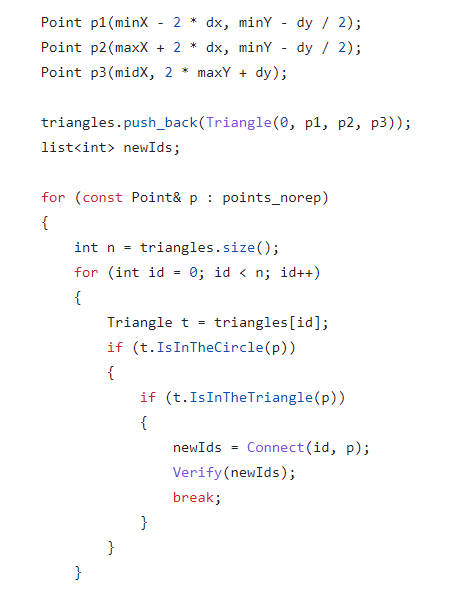 Point p1(minX - 2 * dx, minY - dy / 2);
Point p2(maxX + 2 * dx, minY - dy / 2);
Point p3(midX, 2 * maxY + dy);

triangles.push_back(Triangle(0, p1, p2, p3));
list<int> newIds;

for (const Point& p : points_norep)
{
    int n = triangles.size();
    for (int id = 0; id < n; id++)
    {
        Triangle t = triangles[id];
        if (t.IsInTheCircle(p))
        {
            if (t.IsInTheTriangle(p))
            {
                newIds = Connect(id, p);
                Verify(newIds);
                break;
            }
        }
    }